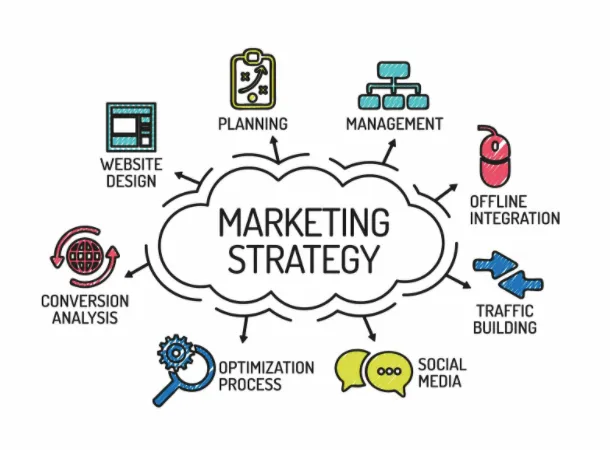 PLANNING
MANAGEMENT
WEBSITE
DESIGN
OFFLINE
INTEGRATION
MARKETING
STRATEGY
CONVERSION
ANALYSIS
TRAFFIC
BUILDING
OPTIMIZATION
PROCESS
SOCIAL
MEDIA